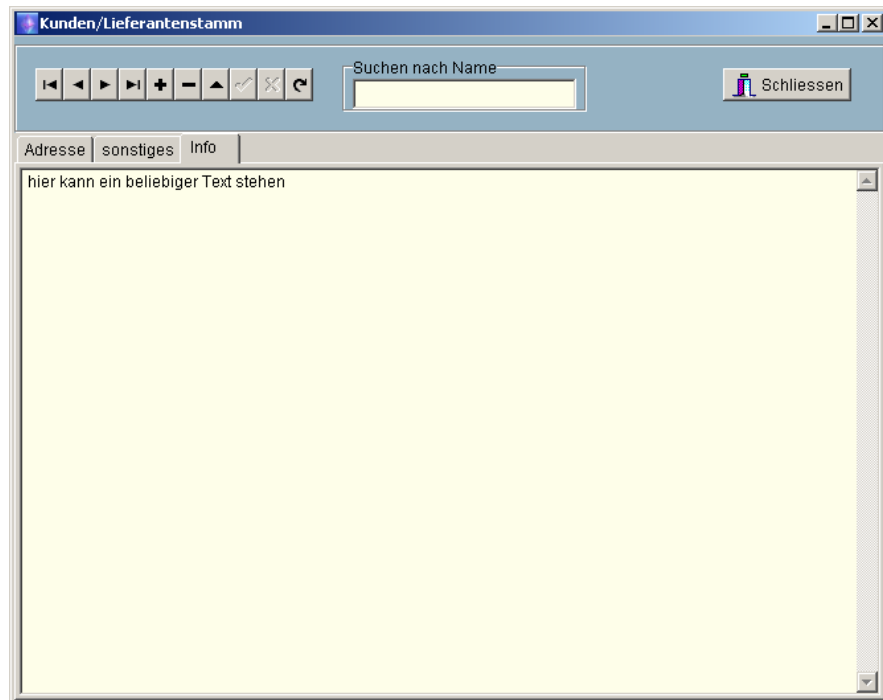 Kunden/Lieferantenstamm
Suchen nach Name
Schliessen
Adresse sonstiges Info
hier kann ein beliebiger Text stehen